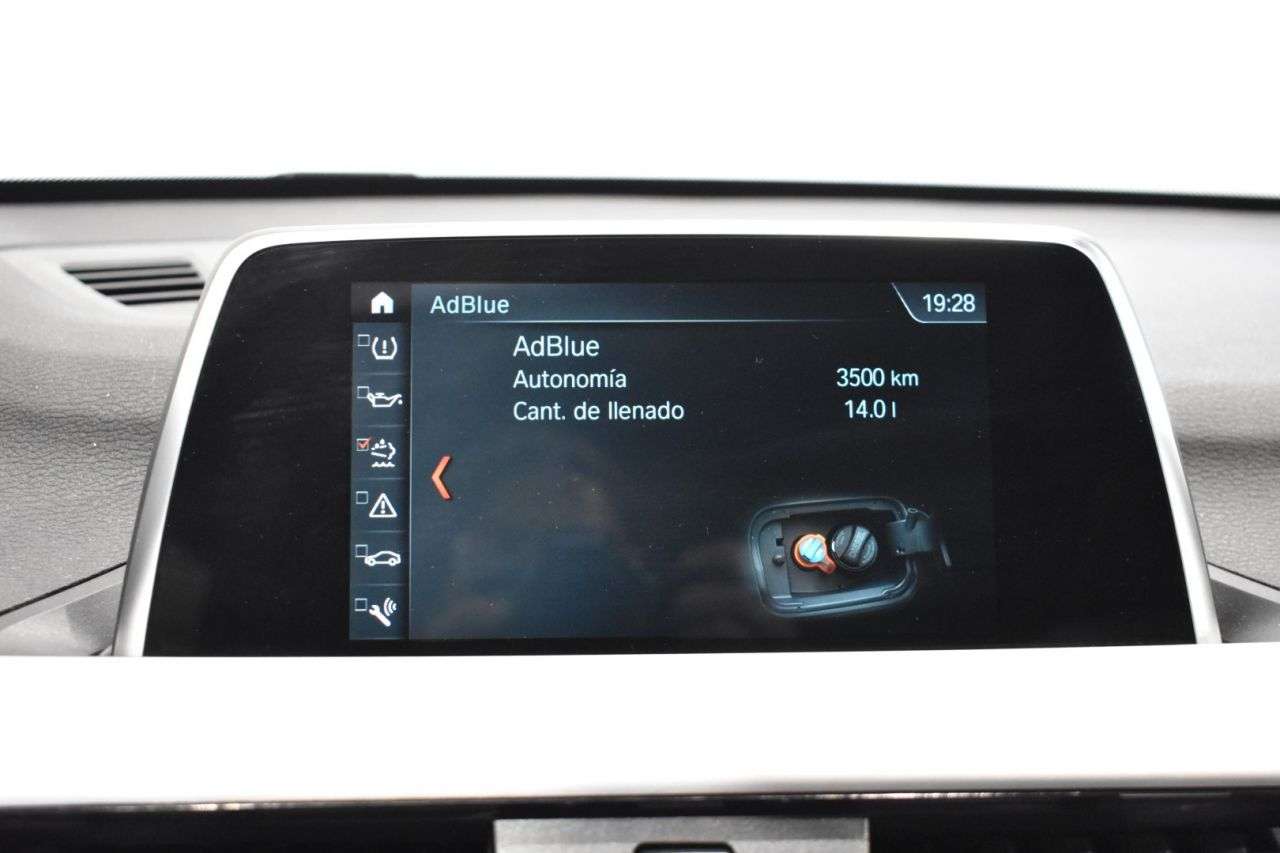 AdBlue
19:28
AdBlue
Autonomía 3500 km
Cant. de llenado 14.0 l